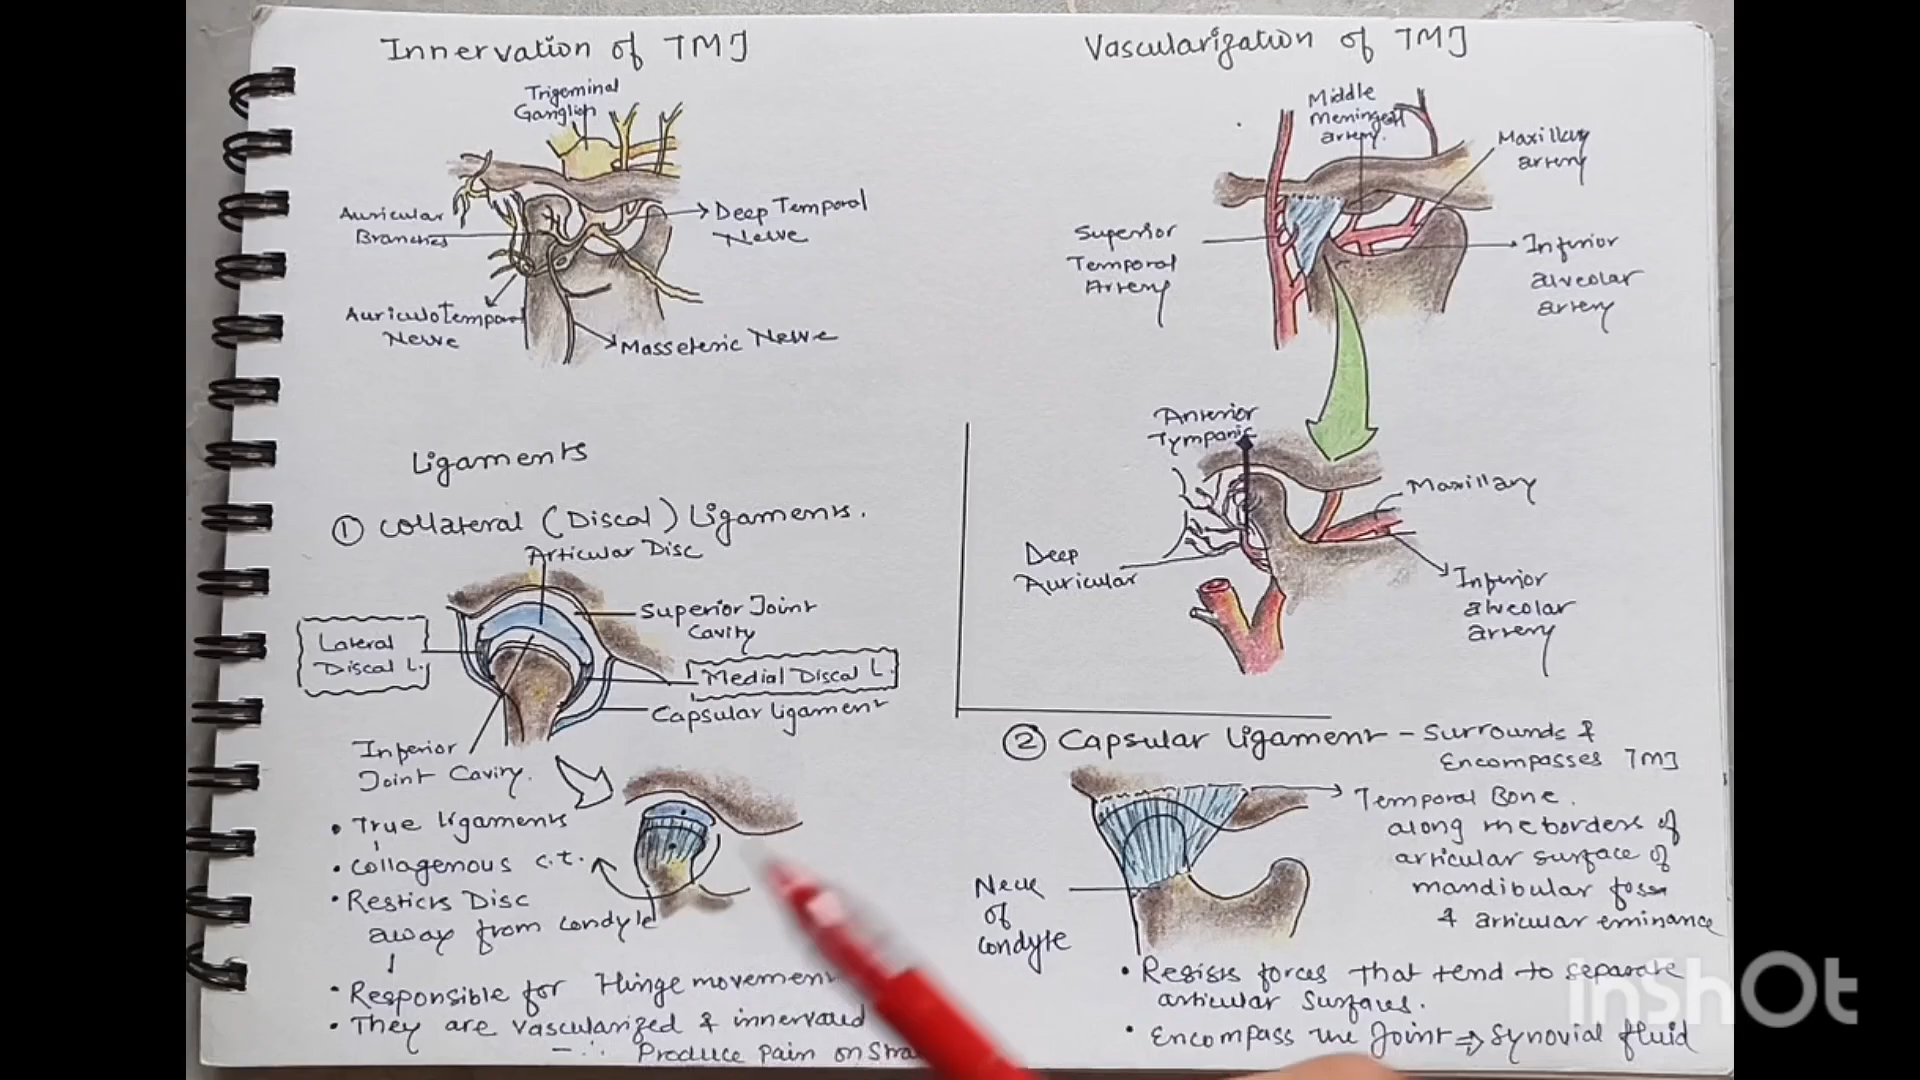 Innervation of TMJ
Trigeminal
Ganglion
Auricular
Branches
Deep Temporal
Nerve
Auriculotemporal
Nerve
Masseteric Nerve
Ligaments
① Collateral (Discal) Ligaments.
Articular Disc
Superior Joint
Cavity
Lateral
Discal L.
Medial Discal L.
Capsular ligament
Inferior
Joint Cavity.
• True ligaments
• Collagenous c.t.
• Resticts Disc
away from condyle
• Responsible for Hinge movement
• They are vascularized & innervated
∴ Produce pain on
Vascularization of TMJ
Middle
Meningeal
artery.
Maxillary
artery
Superior
Temporal
Artery
Inferior
alveolar
artery
Anterior
Tympanic
Maxillary
Deep
Auricular
Inferior
alveolar
artery
② Capsular ligament - Surrounds &
Encompasses TMJ
Temporal Bone.
along the borders of
articular surface of
mandibular fossa
& articular eminance
Neck
of
condyle
• Resists forces that tend to separate
articular surfaces.
• Encompass the Joint ⇒ Synovial fluid
InShot